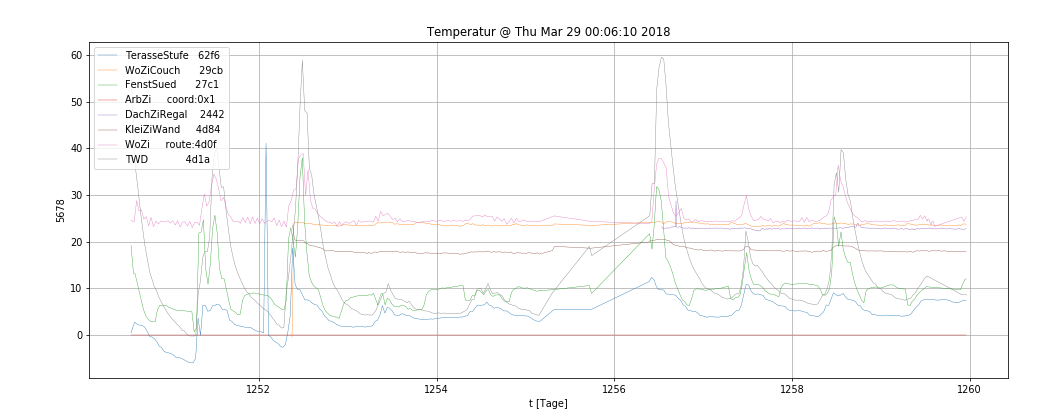 Temperatur @ Thu Mar 29 00:06:10 2018
60
50
40
30
20
10
0
5678
TerasseStufe 62f6
WoZiCouch 29cb
FenstSued 27c1
ArbZi coord:0x1
DachZiRegal 2442
KleiZiWand 4d84
WoZi route:4d0f
TWD 4d1a
1252 1254 1256 1258 1260
t [Tage]